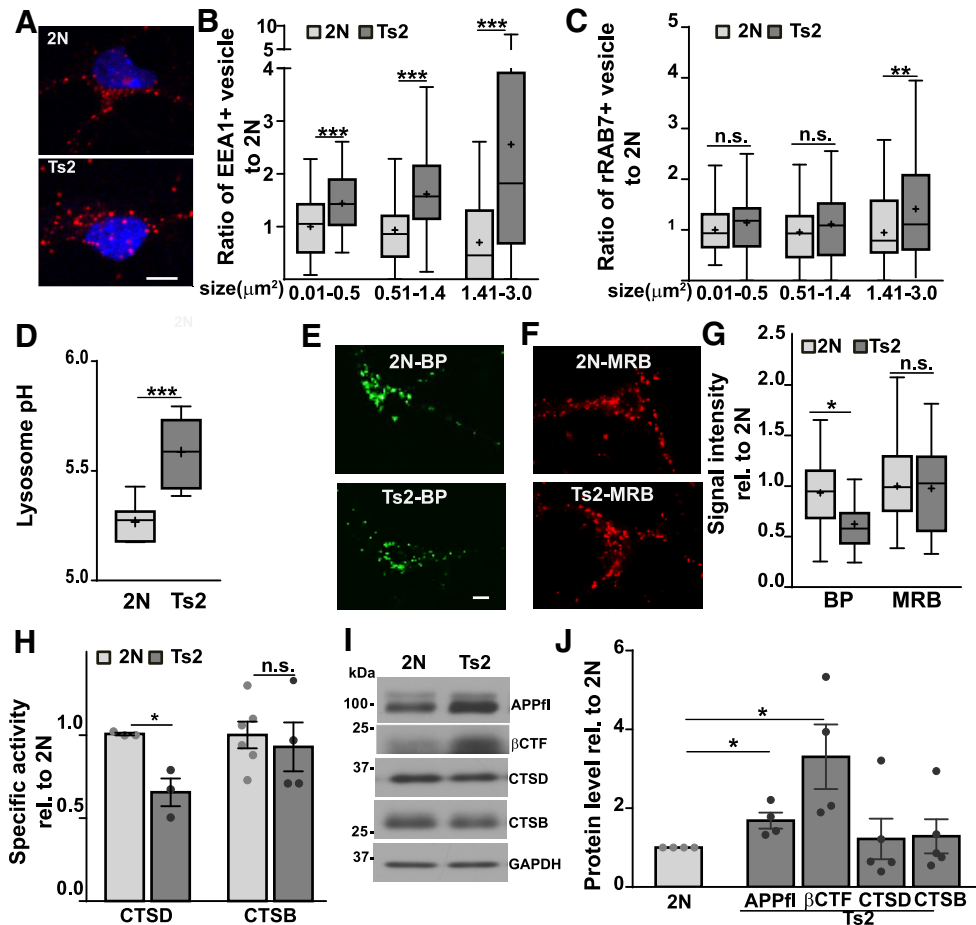 A
2N
Ts2
B
2N Ts2
Ratio of EEA1+ vesicle
to 2N
10
5
4
3
2
1
***
***
***
size(μm²) 0.01-0.5 0.51-1.4 1.41-3.0
C
2N Ts2
Ratio of rRAB7+ vesicle
to 2N
5
4
3
2
1
n.s.
n.s.
**
size(μm²) 0.01-0.5 0.51-1.4 1.41-3.0
D
2N
Lysosome pH
6.0
5.5
5.0
***
2N Ts2
E
2N-BP
Ts2-BP
F
2N-MRB
Ts2-MRB
G
2N Ts2
Signal intensity
rel. to 2N
2.5
2.0
1.5
1.0
0.5
0.0
*
n.s.
BP MRB
H
2N Ts2
Specific activity
rel. to 2N
1.0
0.5
0.0
*
n.s.
CTSD CTSB
I
2N Ts2
kDa
100
25
37
25
37
APPfl
βCTF
CTSD
CTSB
GAPDH
J
Protein level rel. to 2N
6
4
2
0
*
*
2N APPfl βCTF CTSD CTSB
Ts2